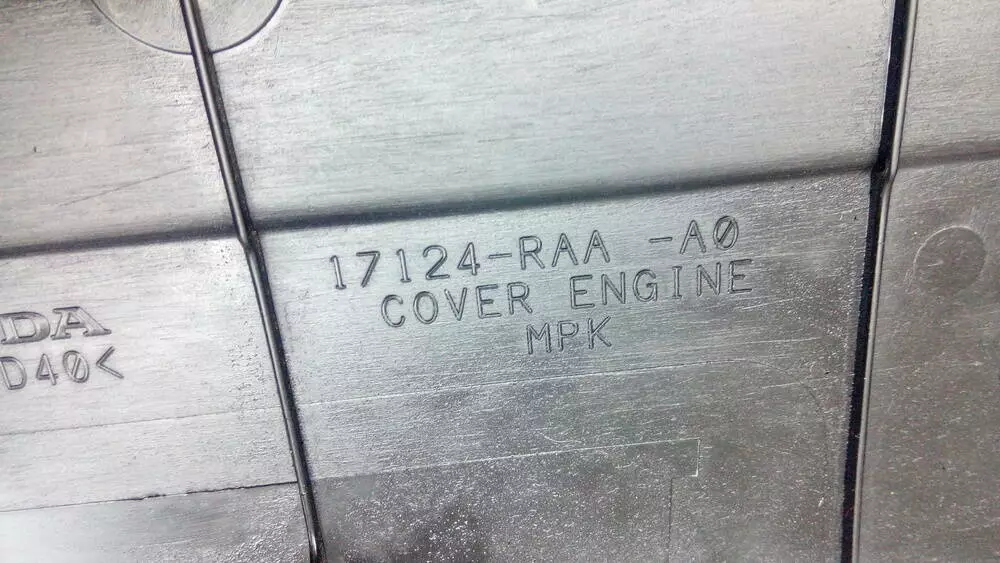 17124-RAA -A0
COVER ENGINE
MPK
DA
D40<